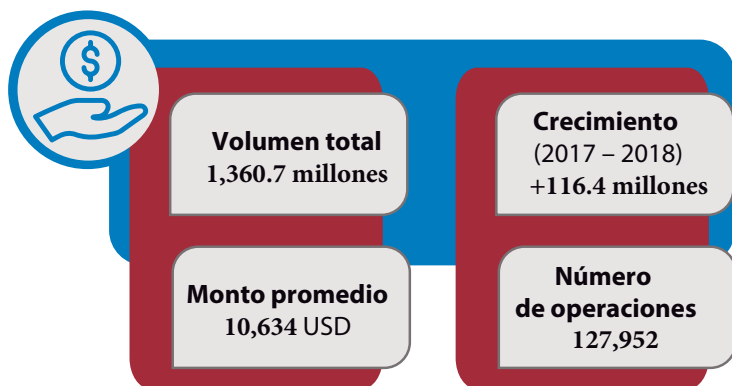 $
Volumen total
1,360.7 millones
Crecimiento
(2017 – 2018)
+116.4 millones
Monto promedio
10,634 USD
Número
de operaciones
127,952